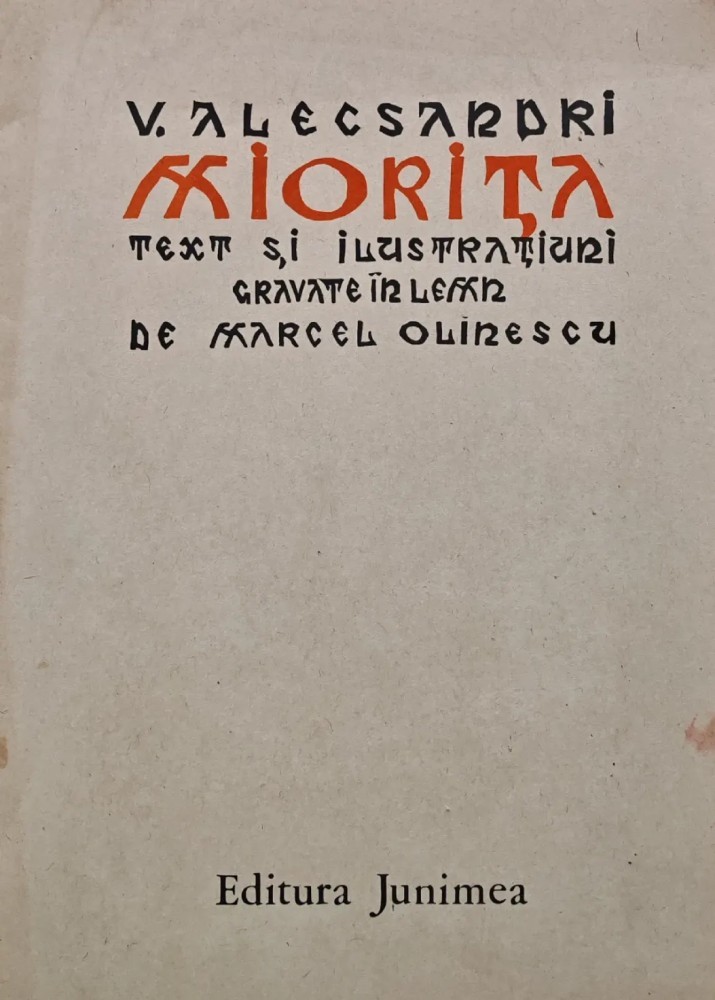 V. ALECSANDRI
MIORIȚA
TEXT ȘI ILUSTRAȚIUNI
GRAVATE ÎN LEMN
DE MARCEL OLINESCU
Editura Junimea